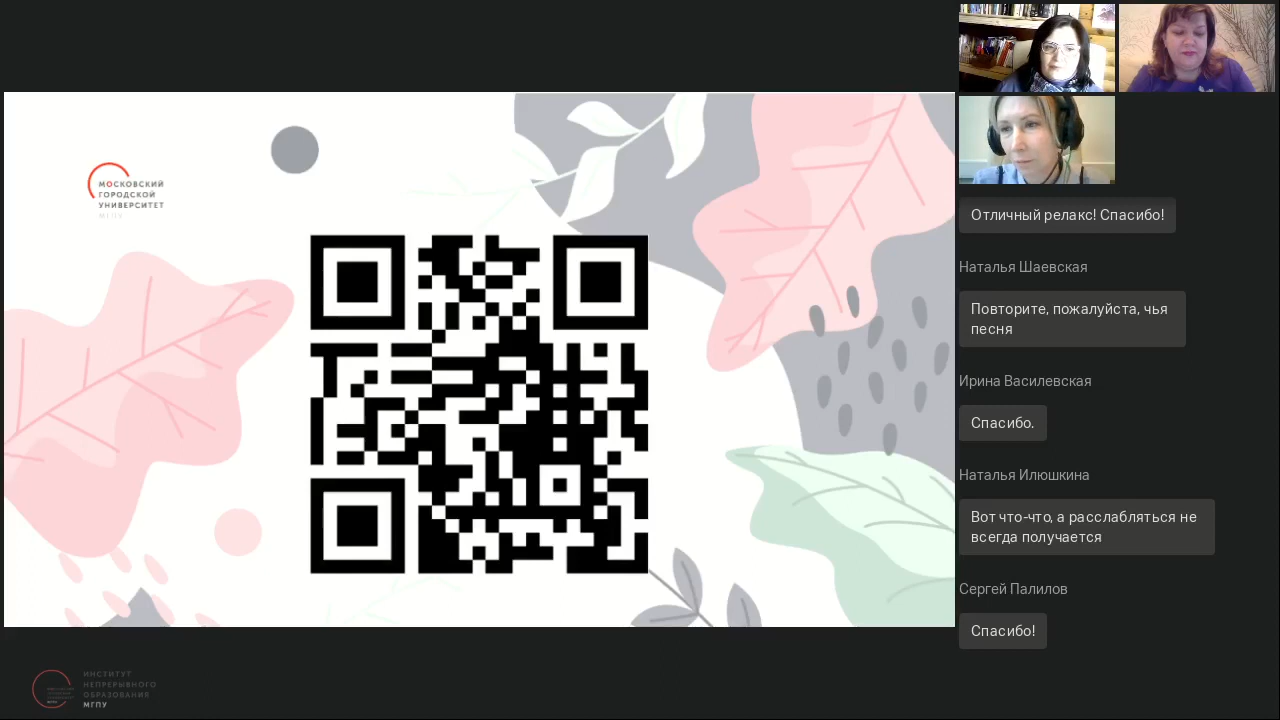 МОСКОВСКИЙ
ГОРОДСКОЙ
УНИВЕРСИТЕТ
МГПУ
Отличный релакс! Спасибо!
Наталья Шаевская
Повторите, пожалуйста, чья
песня
Ирина Василевская
Спасибо.
Наталья Илюшкина
Вот что-что, а расслабляться не
всегда получается
Сергей Палилов
Спасибо!
ИНСТИТУТ
НЕПРЕРЫВНОГО
ОБРАЗОВАНИЯ
МГПУ